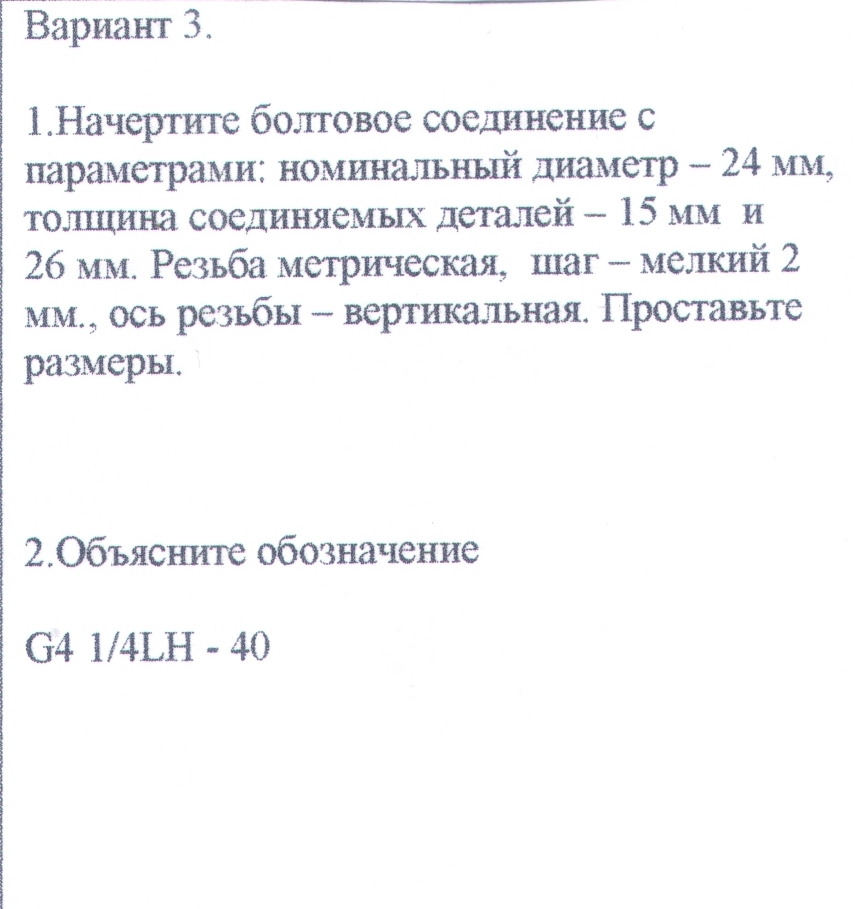 Вариант 3.
1.Начертите болтовое соединение с
параметрами: номинальный диаметр – 24 мм,
толщина соединяемых деталей – 15 мм и
26 мм. Резьба метрическая, шаг – мелкий 2
мм., ось резьбы – вертикальная. Проставьте
размеры.
2.Объясните обозначение
G4 1/4LH - 40